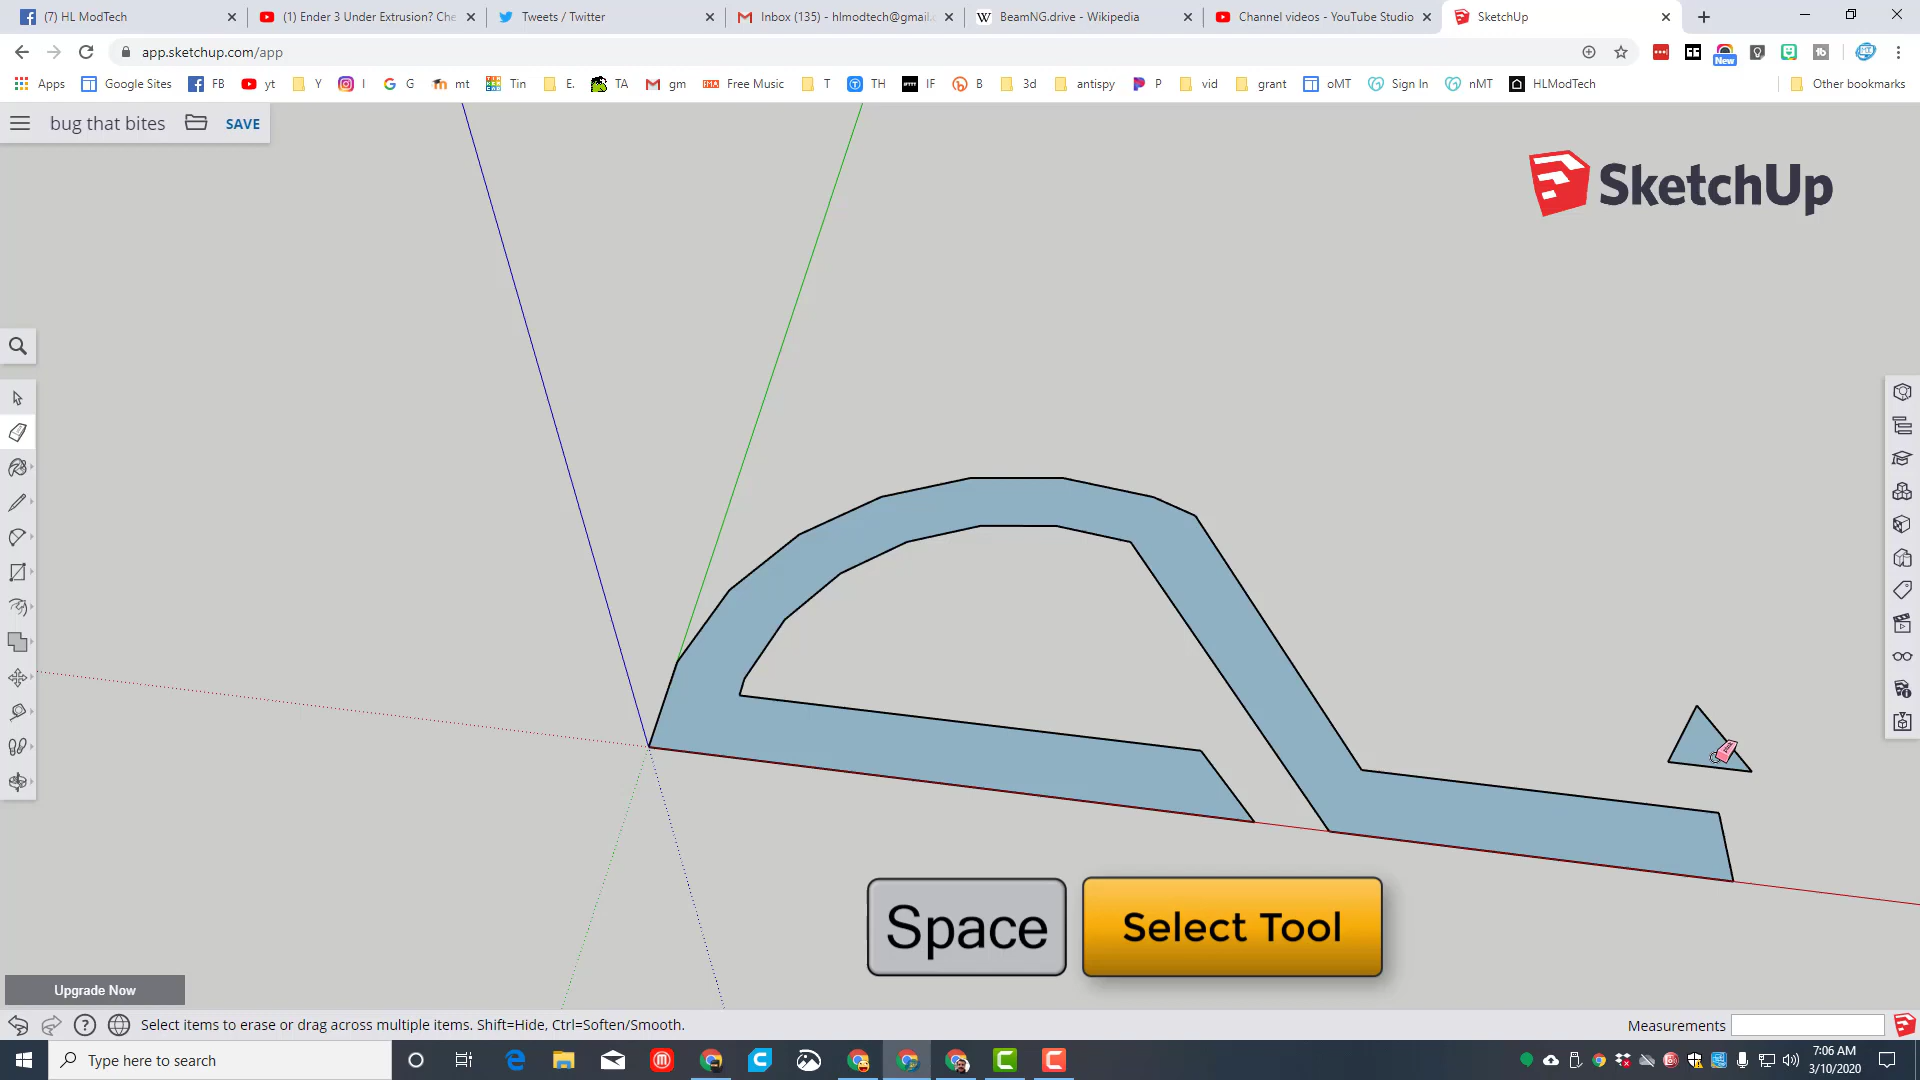 (7) HL ModTech
(1) Ender 3 Under Extrusion? Che
Tweets / Twitter
Inbox (135) - hlmodtech@gmail.c
BeamNG.drive - Wikipedia
Channel videos - YouTube Studio
SketchUp
app.sketchup.com/app
New
Apps
Google Sites
FB
yt
Y
I
G
mt
Tin
E.
TA
gm
Free Music
T
TH
IF
B
3d
antispy
P
vid
grant
oMT
Sign In
nMT
HLModTech
Other bookmarks
bug that bites
SAVE
SketchUp
Space
Select Tool
Upgrade Now
Select items to erase or drag across multiple items. Shift=Hide, Ctrl=Soften/Smooth.
Measurements
Type here to search
7:06 AM
3/10/2020